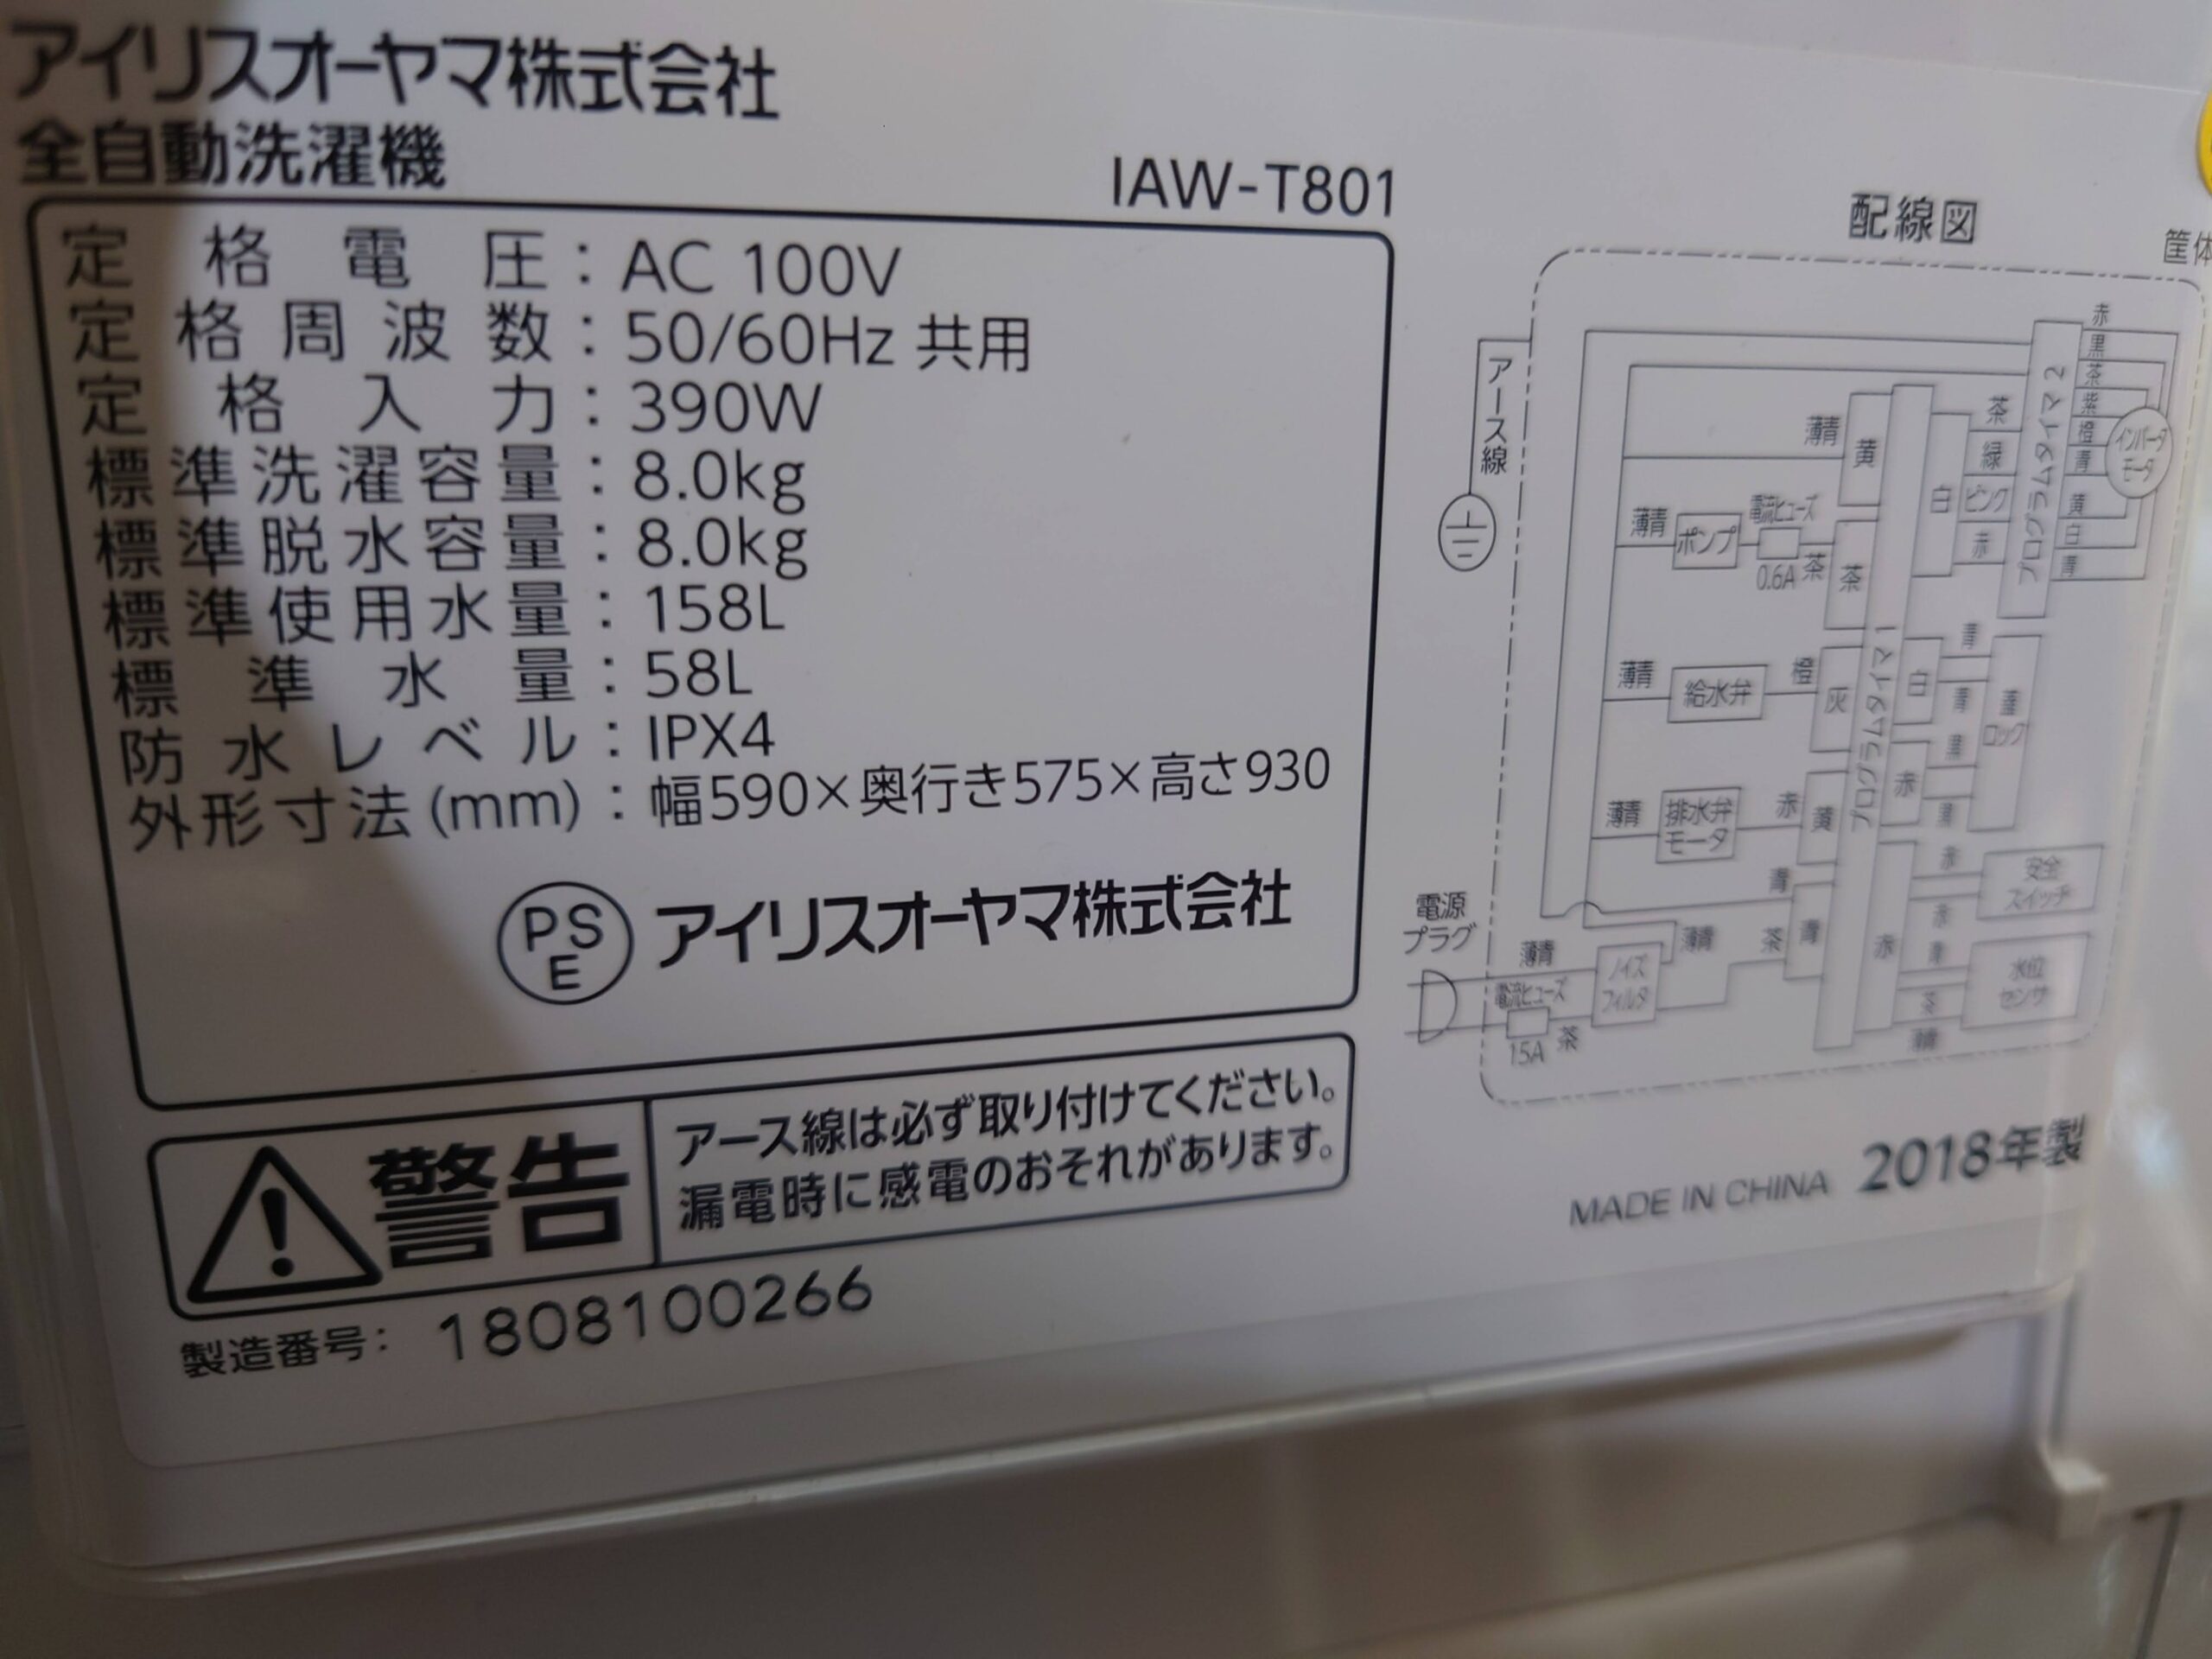 アイリスオーヤマ株式会社
全自動洗濯機
IAW-T801
定格電圧：AC 100V
定格周波数：50/60Hz 共用
定格入力：390W
標準洗濯容量：8.0kg
標準脱水容量：8.0kg
標準使用水量：158L
標準水量：58L
防水レベル：IPX4
外形寸法(mm)：幅590×奥行き575×高さ930
PS
E
アイリスオーヤマ株式会社
警告
アース線は必ず取り付けてください。
漏電時に感電のおそれがあります。
製造番号：1808100266
配線図
筐体
アース線
赤
黒
茶
紫
橙
青
黄
白
青
インバータ
モータ
プログラムタイマ2
茶
緑
ピンク
赤
白
薄青
黄
薄青
ポンプ
電流ヒューズ
0.6A
茶
茶
プログラムタイマ1
薄青
給水弁
橙
灰
白
青
青
蓋
ロック
薄青
排水弁
モータ
赤
黄
赤
黒
黒
青
茶
青
赤
赤
赤
安全
スイッチ
青
茶
水位
センサ
電源
プラグ
薄青
電流ヒューズ
15A
茶
ノイズ
フィルタ
薄青
MADE IN CHINA 2018年製